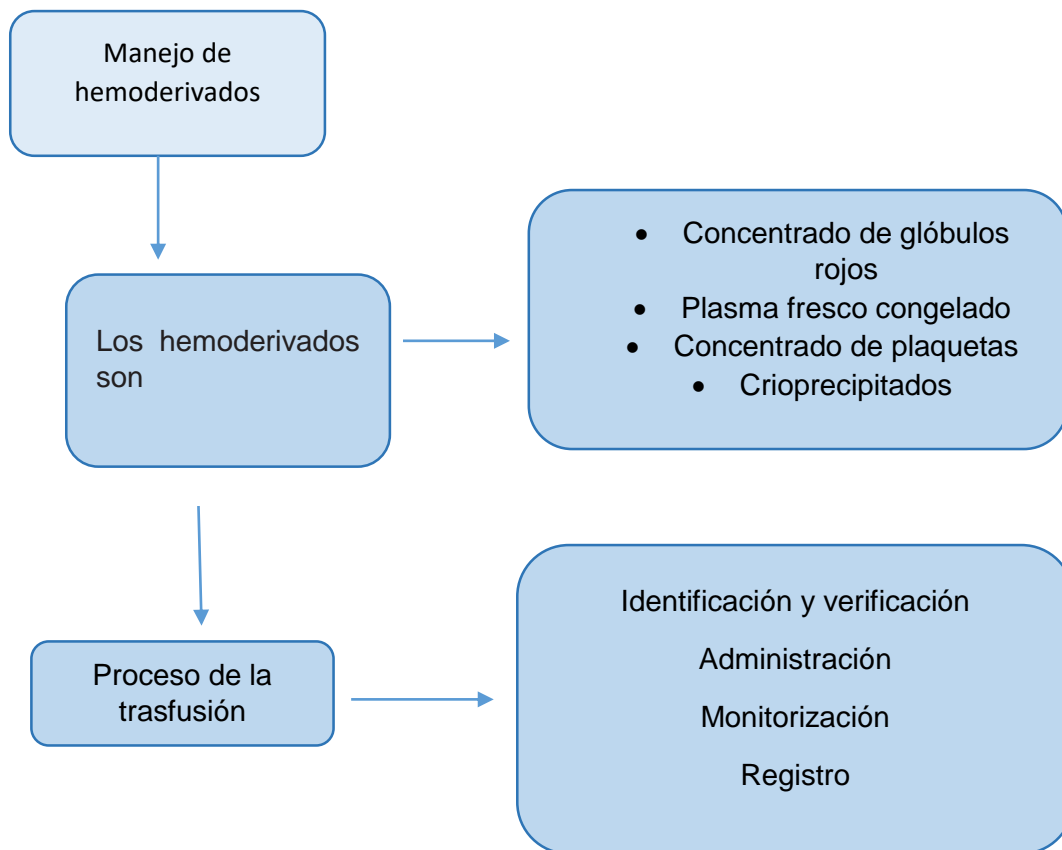 Manejo de
hemoderivados
Los hemoderivados
son
• Concentrado de glóbulos
rojos
• Plasma fresco congelado
• Concentrado de plaquetas
• Crioprecipitados
Proceso de la
trasfusión
Identificación y verificación
Administración
Monitorización
Registro